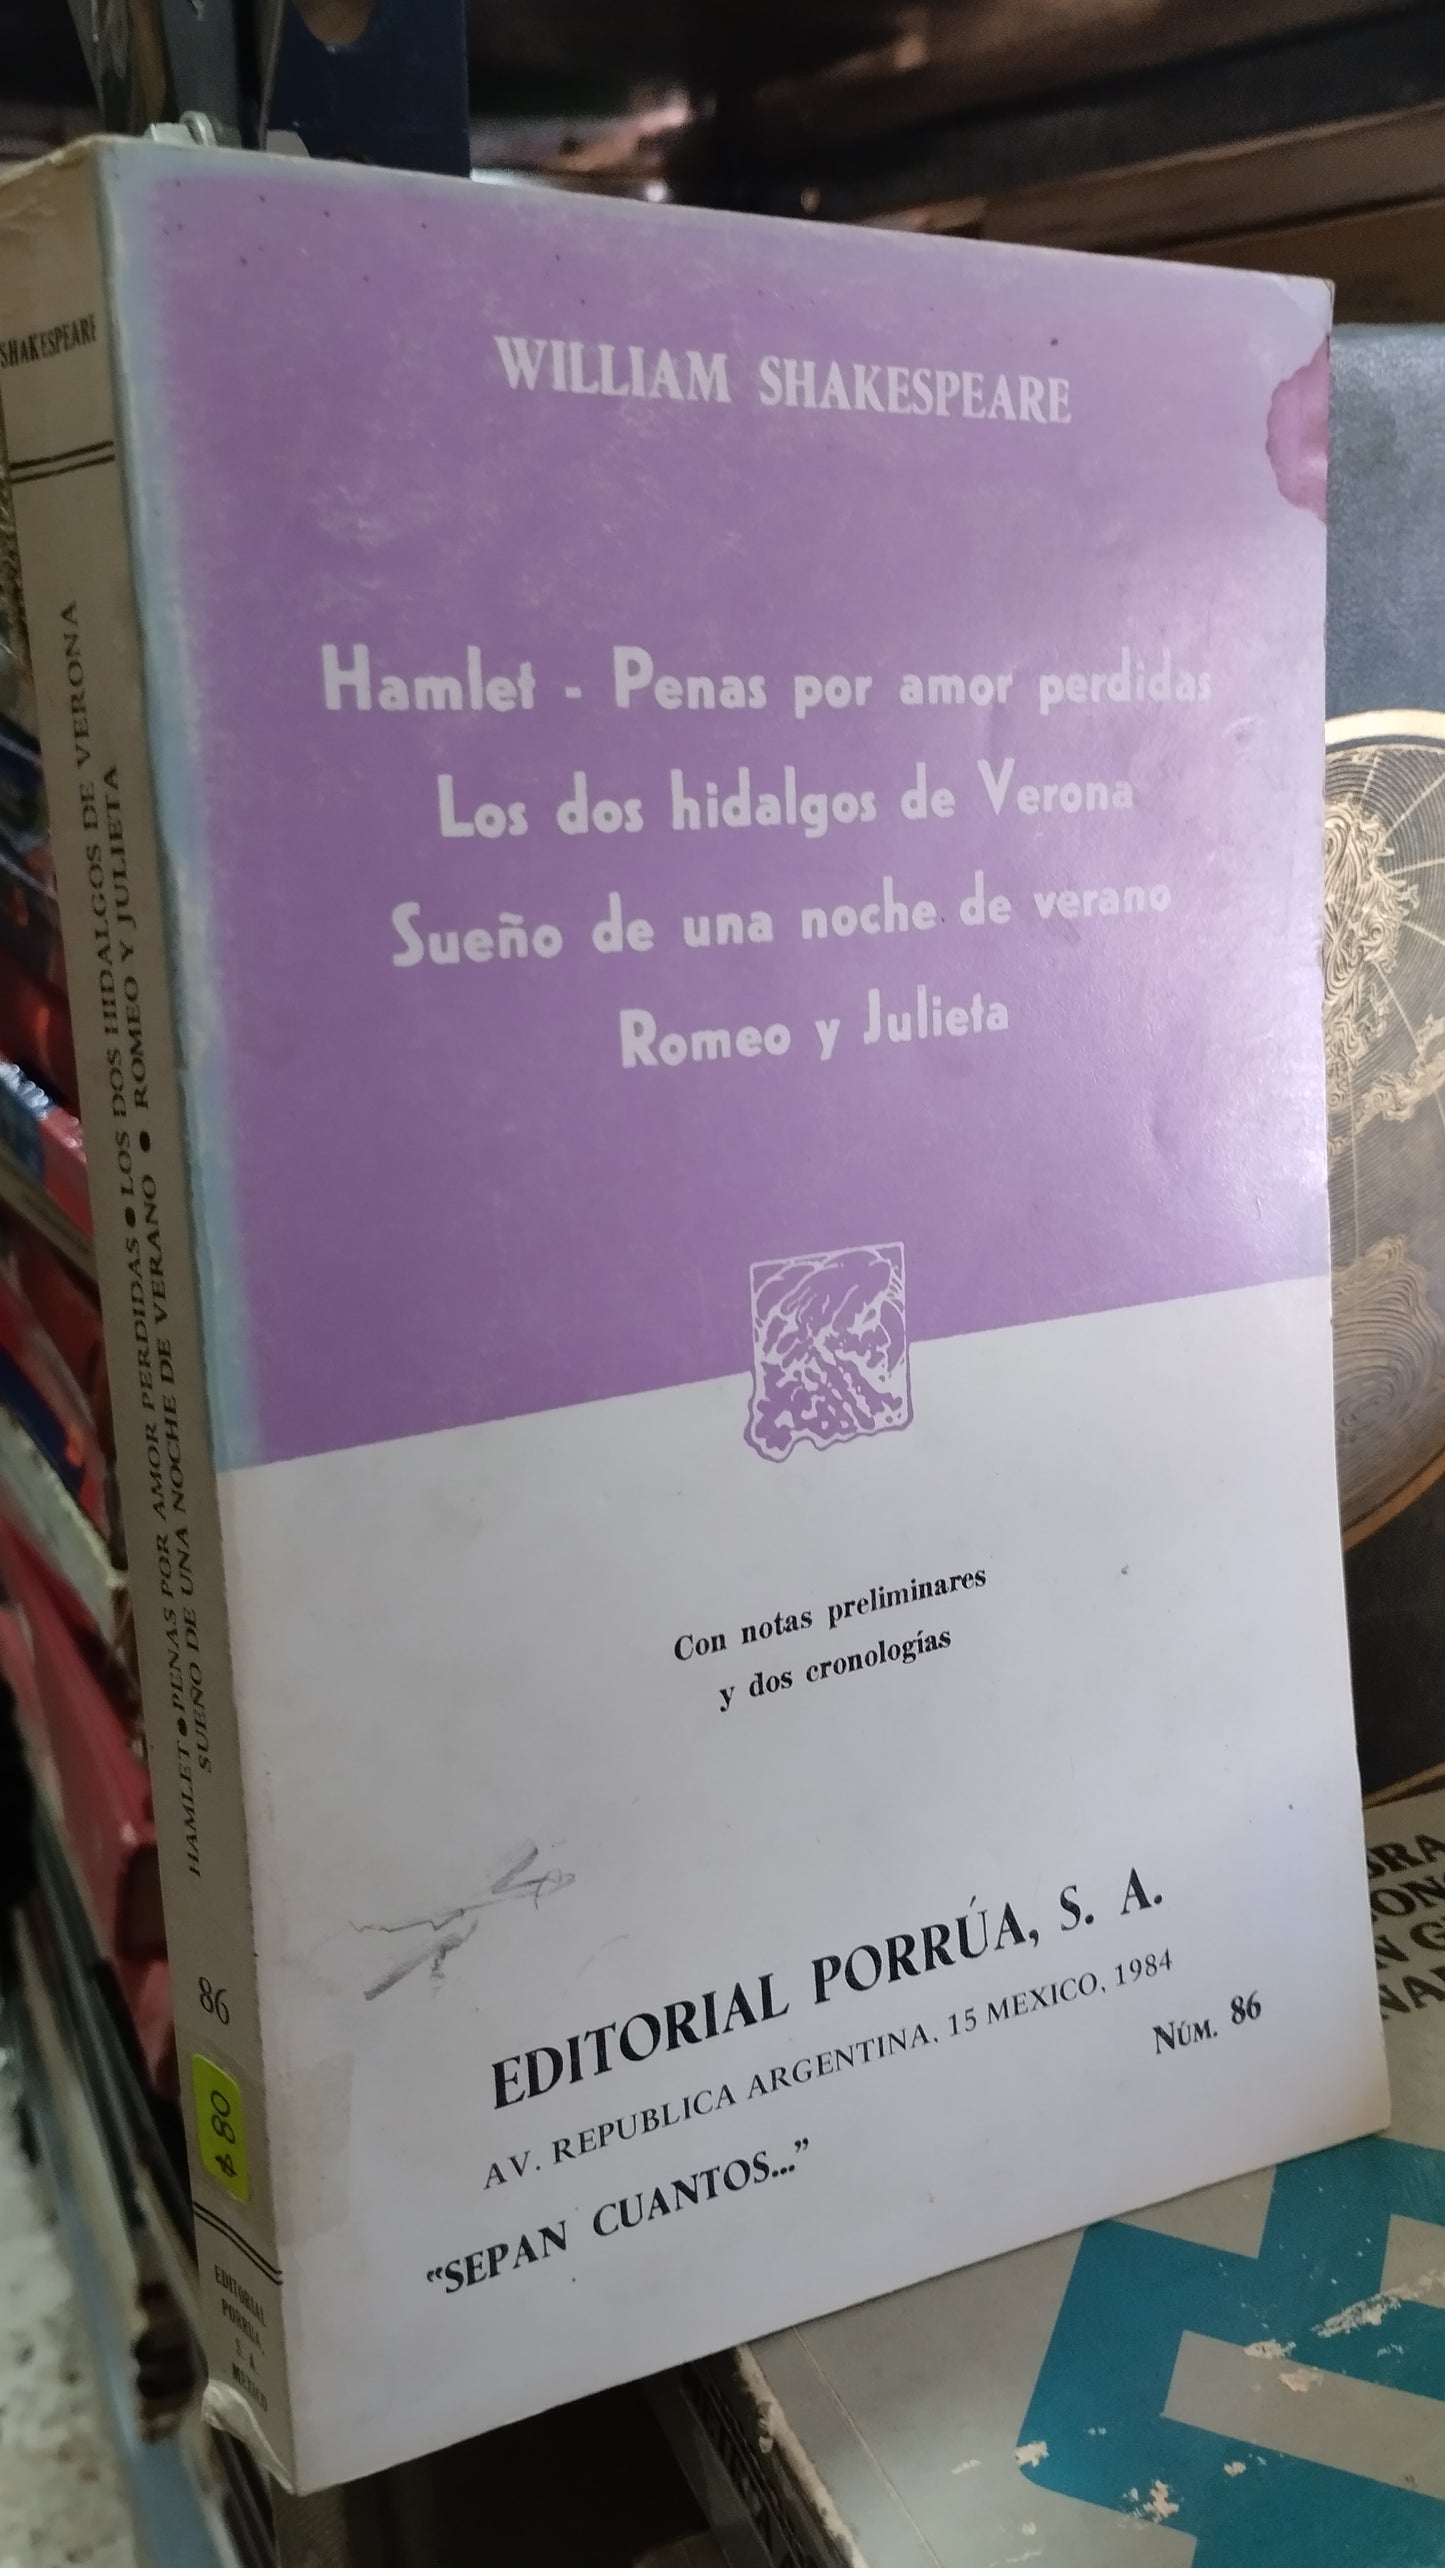 WILLIAM SHAKESPEARE
Hamlet - Penas por amor perdidas
Los dos hidalgos de Verona
Sueño de una noche de verano
Romeo y Julieta
Con notas preliminares
y dos cronologías
EDITORIAL PORRÚA, S. A.
AV. REPUBLICA ARGENTINA, 15 MEXICO, 1984
"SEPAN CUANTOS..."
NÚM. 86
SHAKESPEARE
HAMLET ● PENAS POR AMOR PERDIDAS ● LOS DOS HIDALGOS DE VERONA
SUEÑO DE UNA NOCHE DE VERANO ● ROMEO Y JULIETA
86
$ 80
EDITORIAL
PORRUA,
S. A.
MEXICO